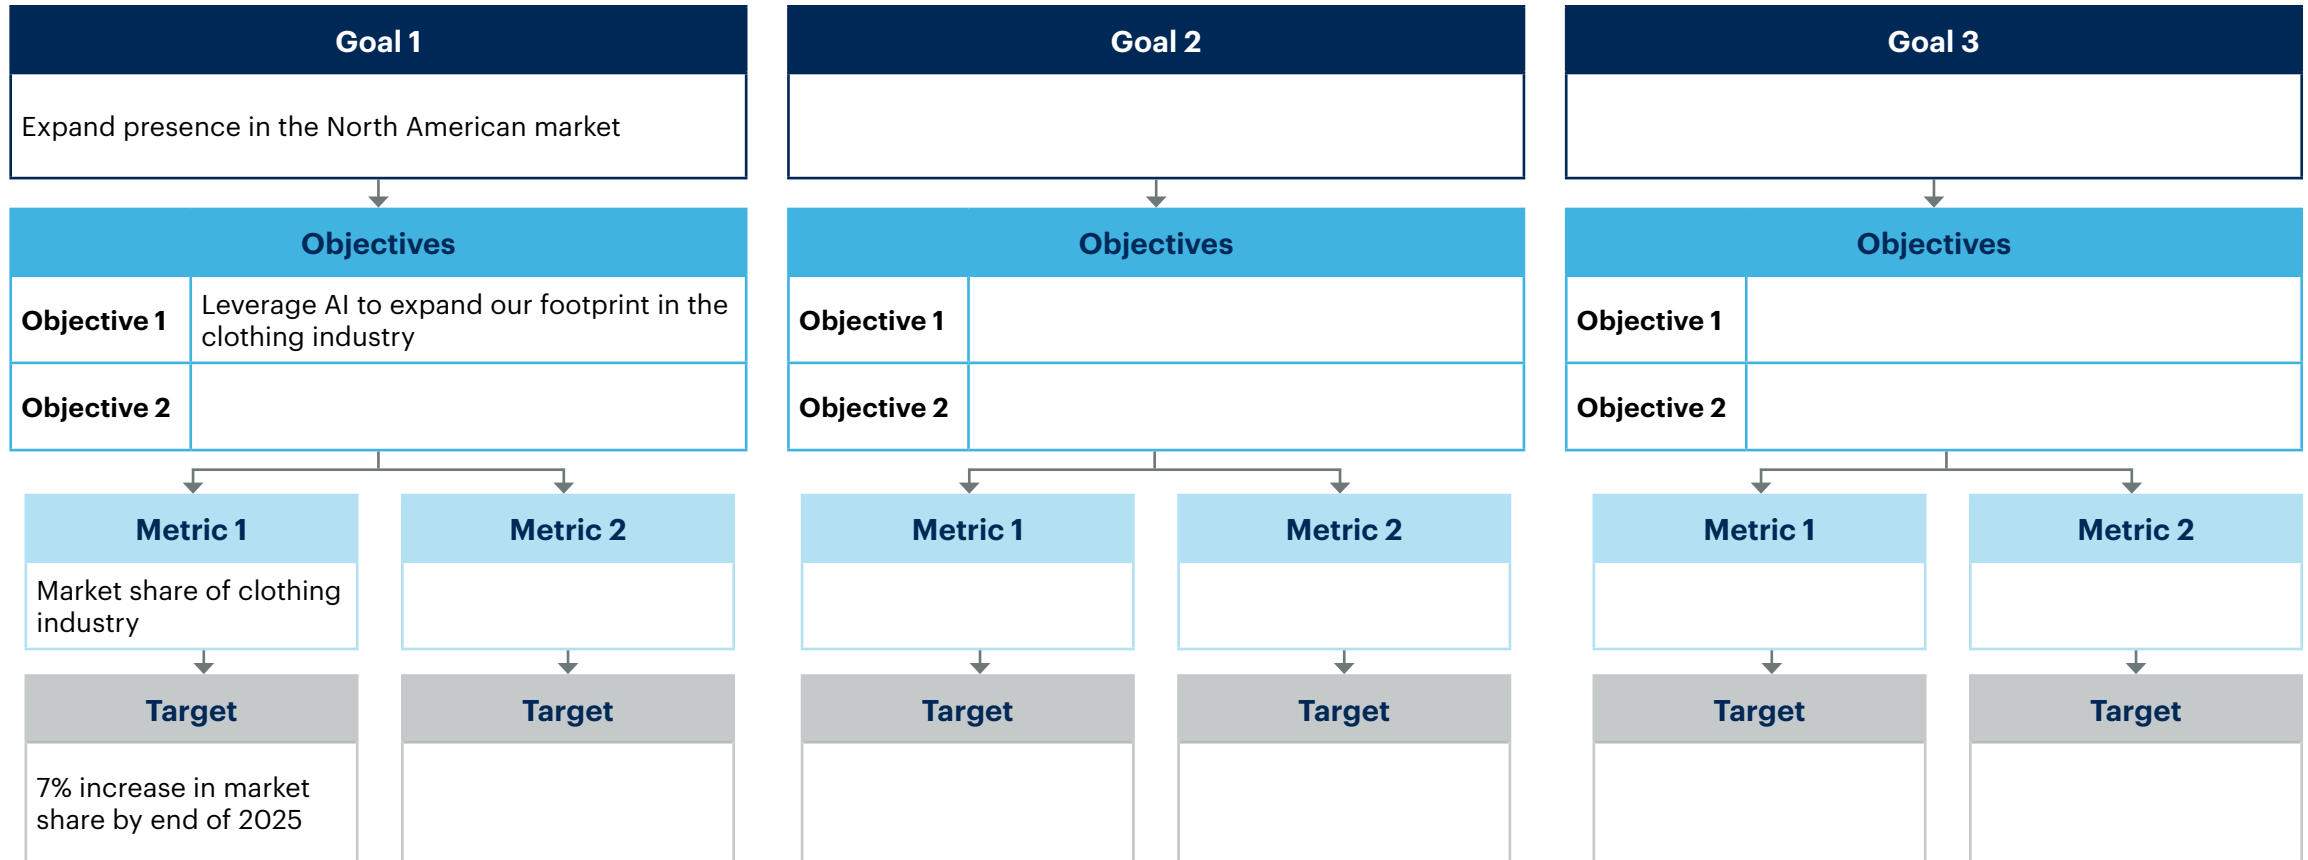 Goal 1
Expand presence in the North American market
Objectives
Objective 1
Leverage AI to expand our footprint in the
clothing industry
Objective 2
Metric 1
Market share of clothing
industry
Target
7% increase in market
share by end of 2025
Metric 2
Target
Goal 2
Objectives
Objective 1
Objective 2
Metric 1
Target
Metric 2
Target
Goal 3
Objectives
Objective 1
Objective 2
Metric 1
Target
Metric 2
Target